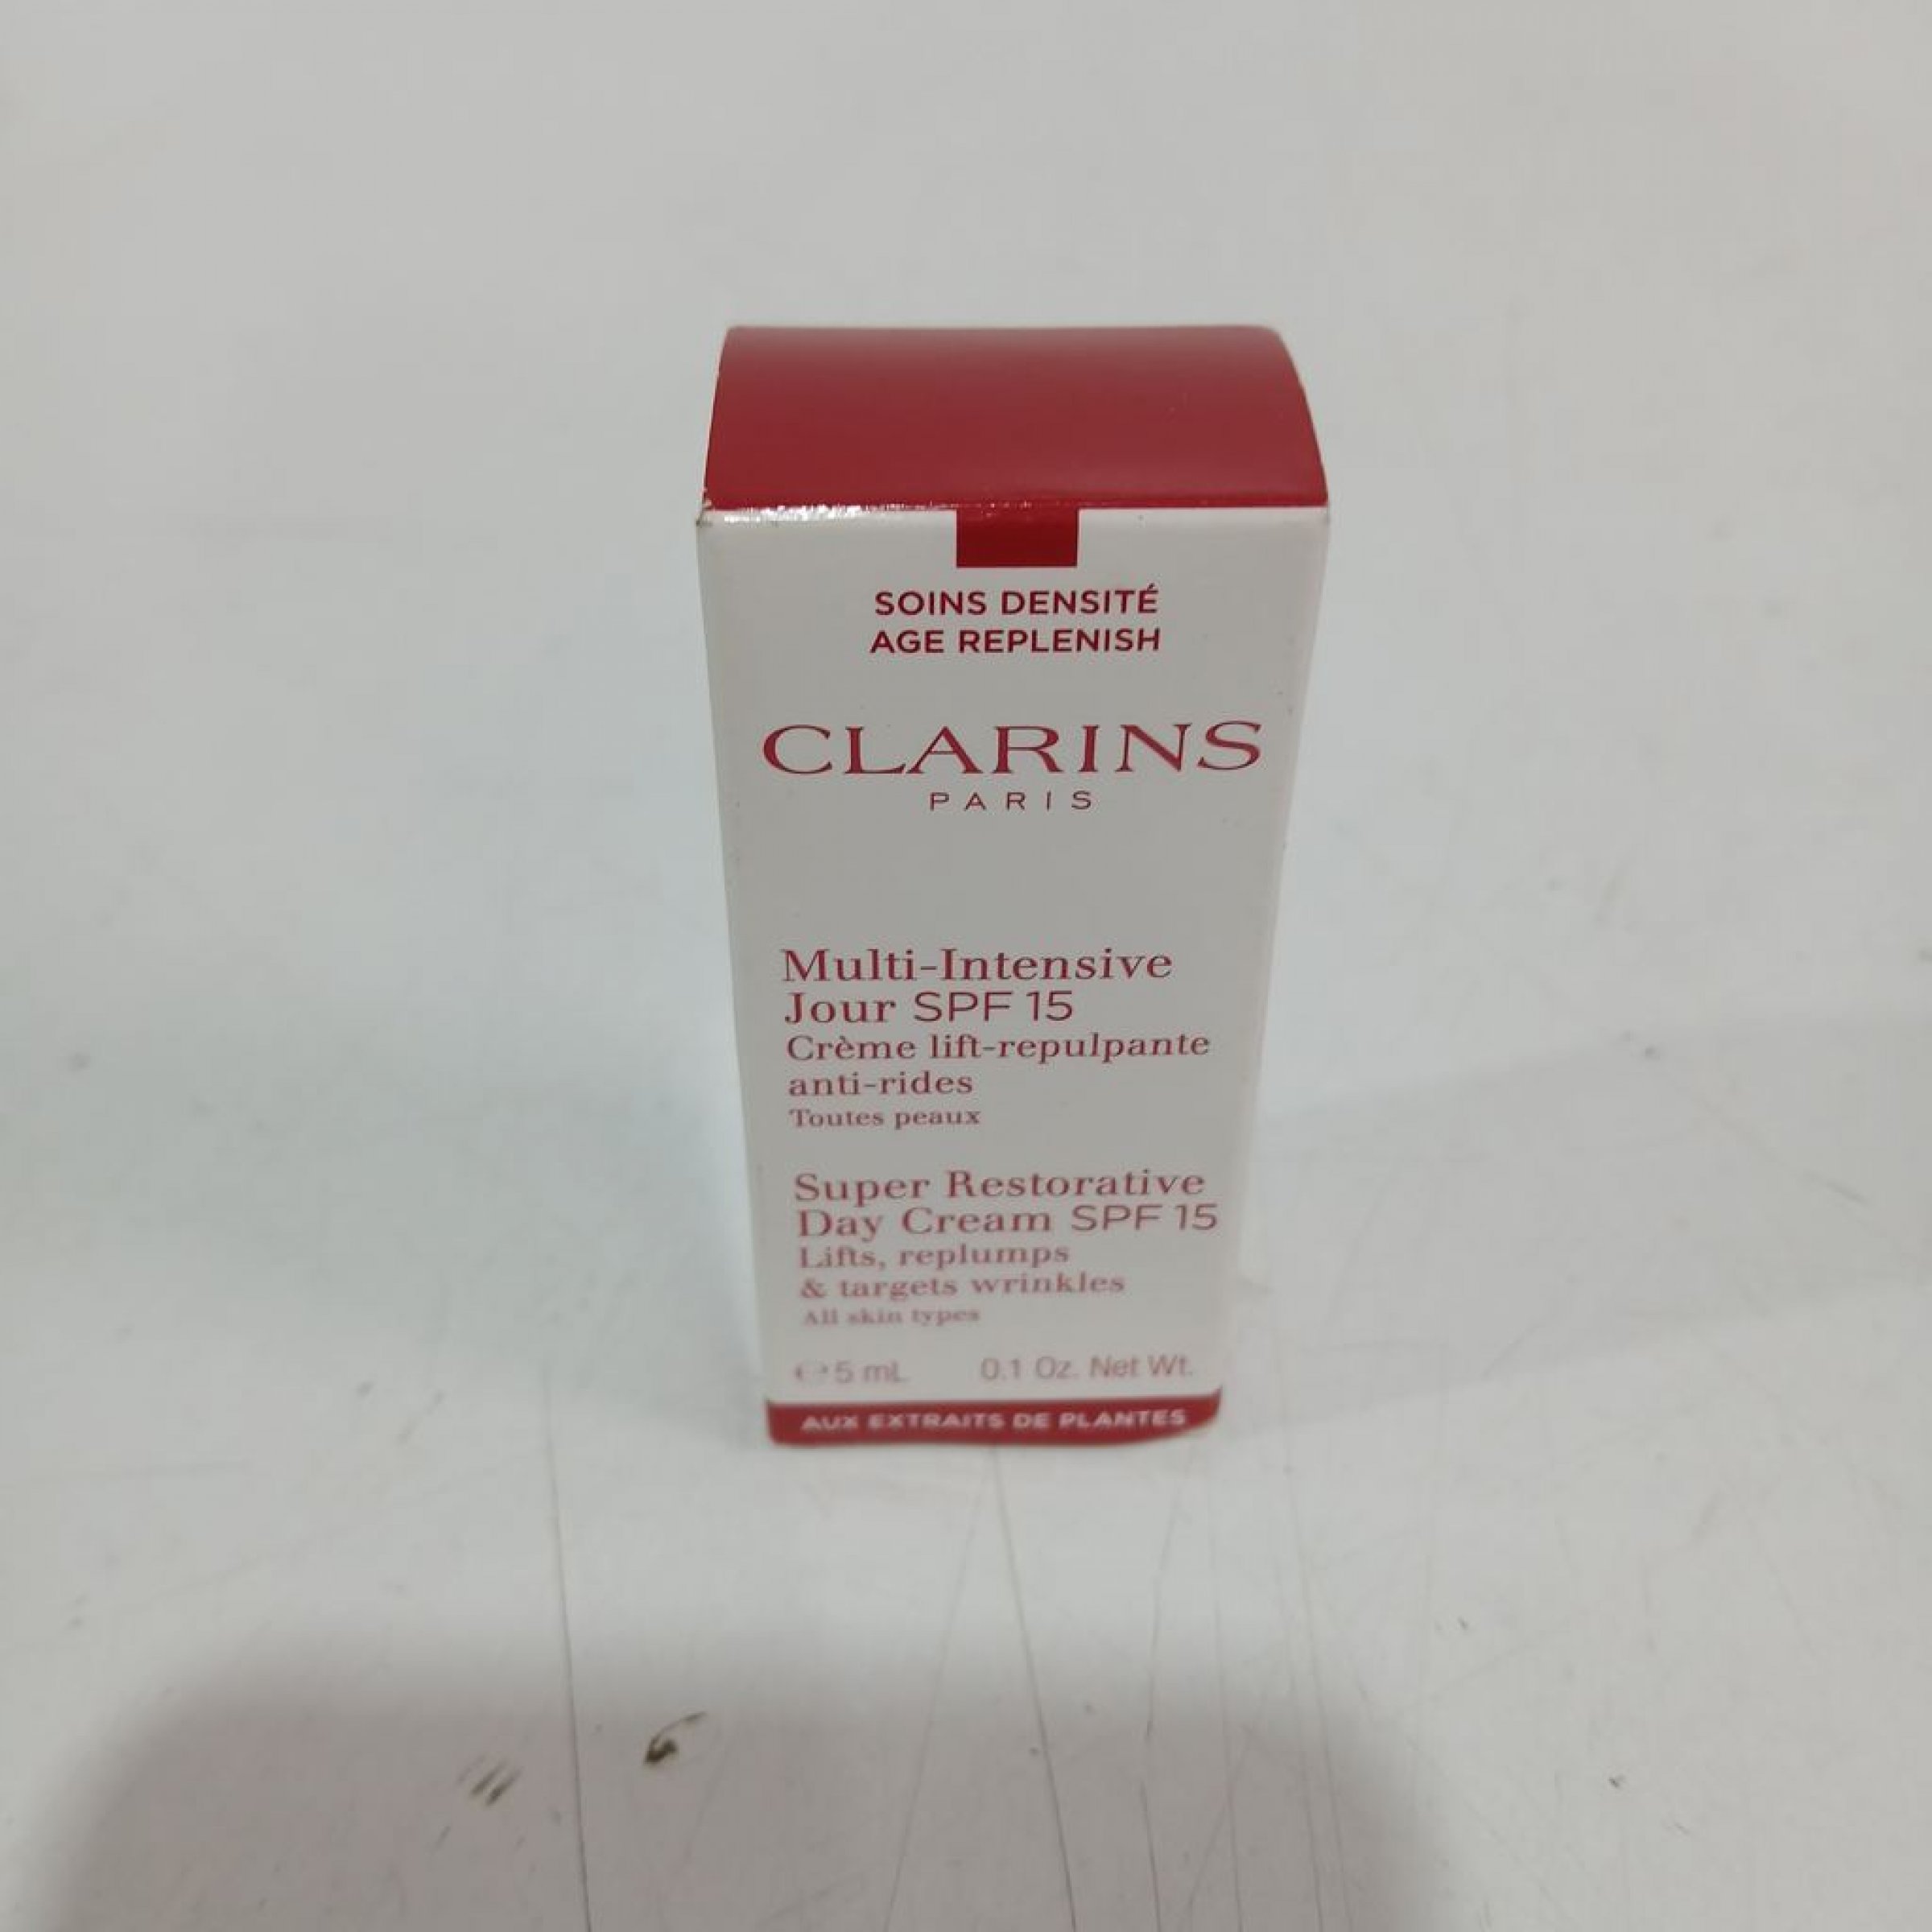 SOINS DENSITÉ
AGE REPLENISH
CLARINS
PARIS
Multi-Intensive
Jour SPF 15
Crème lift-repulpante
anti-rides
Toutes peaux
Super Restorative
Day Cream SPF 15
Lifts, replumps
& targets wrinkles
All skin types
5 mL 0.1 Oz. Net Wt.
AUX EXTRAITS DE PLANTES